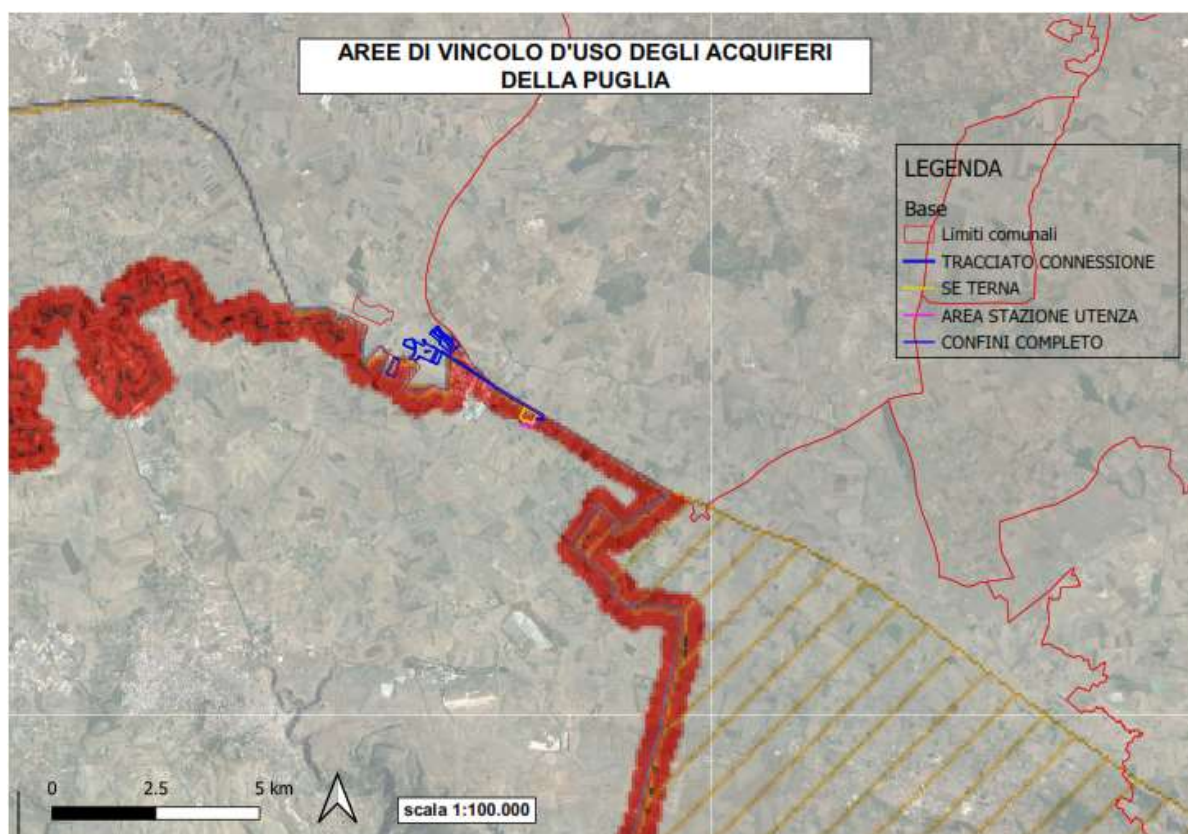 AREE DI VINCOLO D'USO DEGLI ACQUIFERI
DELLA PUGLIA
LEGENDA
Base
Limiti comunali
TRACCIATO CONNESSIONE
SE TERNA
AREA STAZIONE UTENZA
CONFINI COMPLETO
0 2.5 5 km
scala 1:100.000